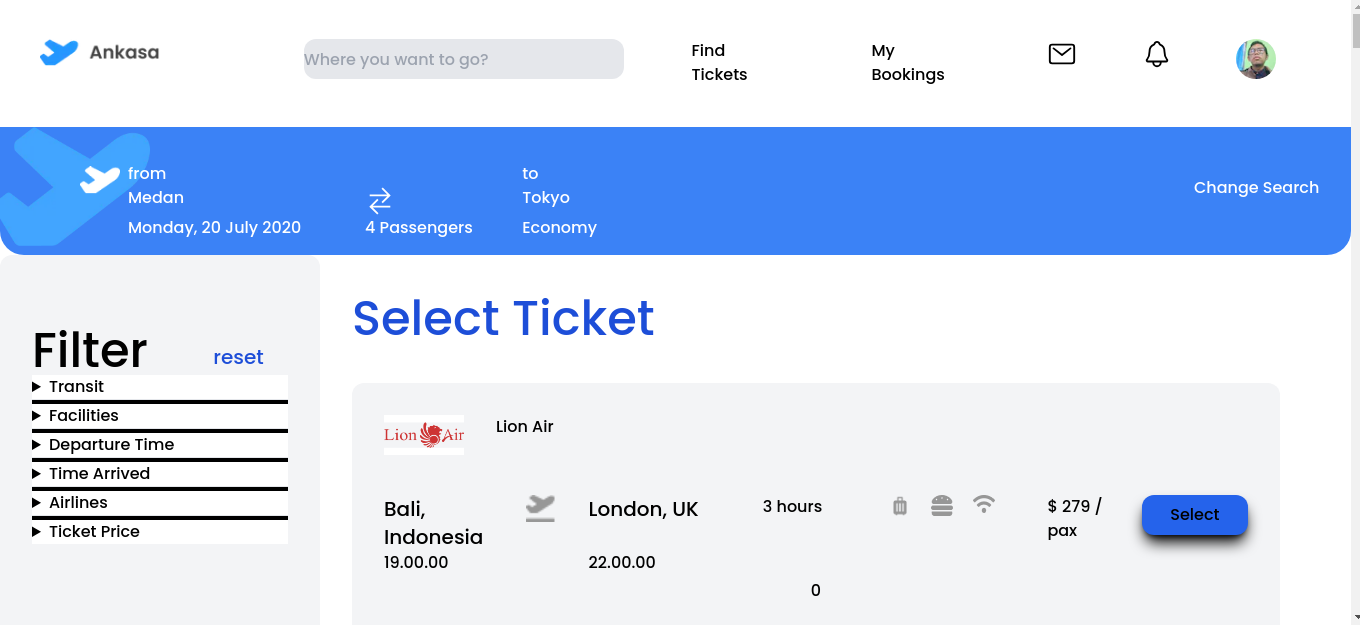 Ankasa
Where you want to go?
Find
Tickets
My
Bookings
from
Medan
Monday, 20 July 2020
4 Passengers
to
Tokyo
Economy
Change Search
Filter
reset
Transit
Facilities
Departure Time
Time Arrived
Airlines
Ticket Price
Select Ticket
Lion Air
Lion Air
Bali,
Indonesia
19.00.00
London, UK
22.00.00
3 hours
0
$ 279 /
pax
Select